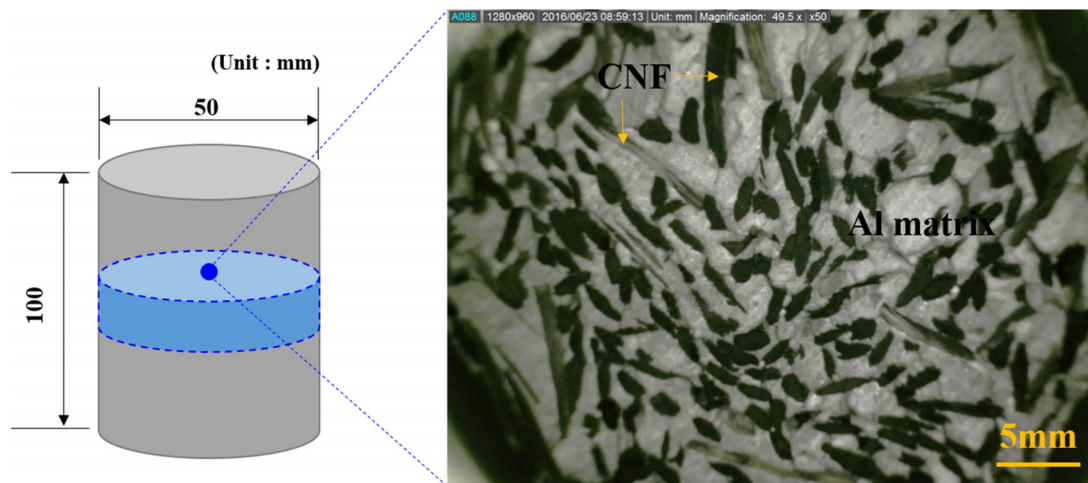 (Unit : mm)
50
100
A088 1280x960 2016/06/23 08:59:13 Unit: mm Magnification: 49.5 x x50
CNF
Al matrix
5mm